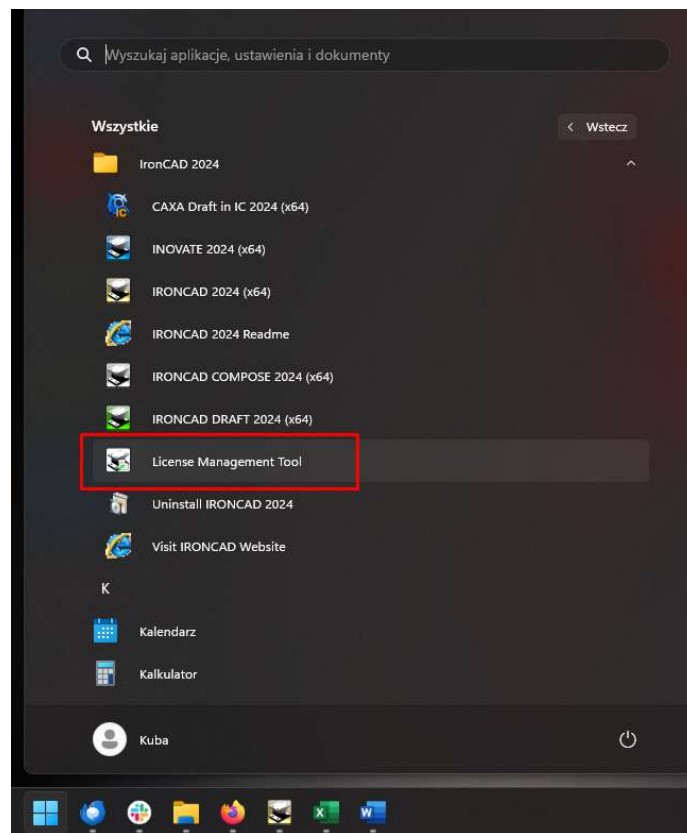 Wyszukaj aplikacje, ustawienia i dokumenty
Wszystkie
Wstecz
IronCAD 2024
CAXA Draft in IC 2024 (x64)
INOVATE 2024 (x64)
IRONCAD 2024 (x64)
IRONCAD 2024 Readme
IRONCAD COMPOSE 2024 (x64)
IRONCAD DRAFT 2024 (x64)
License Management Tool
Uninstall IRONCAD 2024
Visit IRONCAD Website
K
Kalendarz
Kalkulator
Kuba